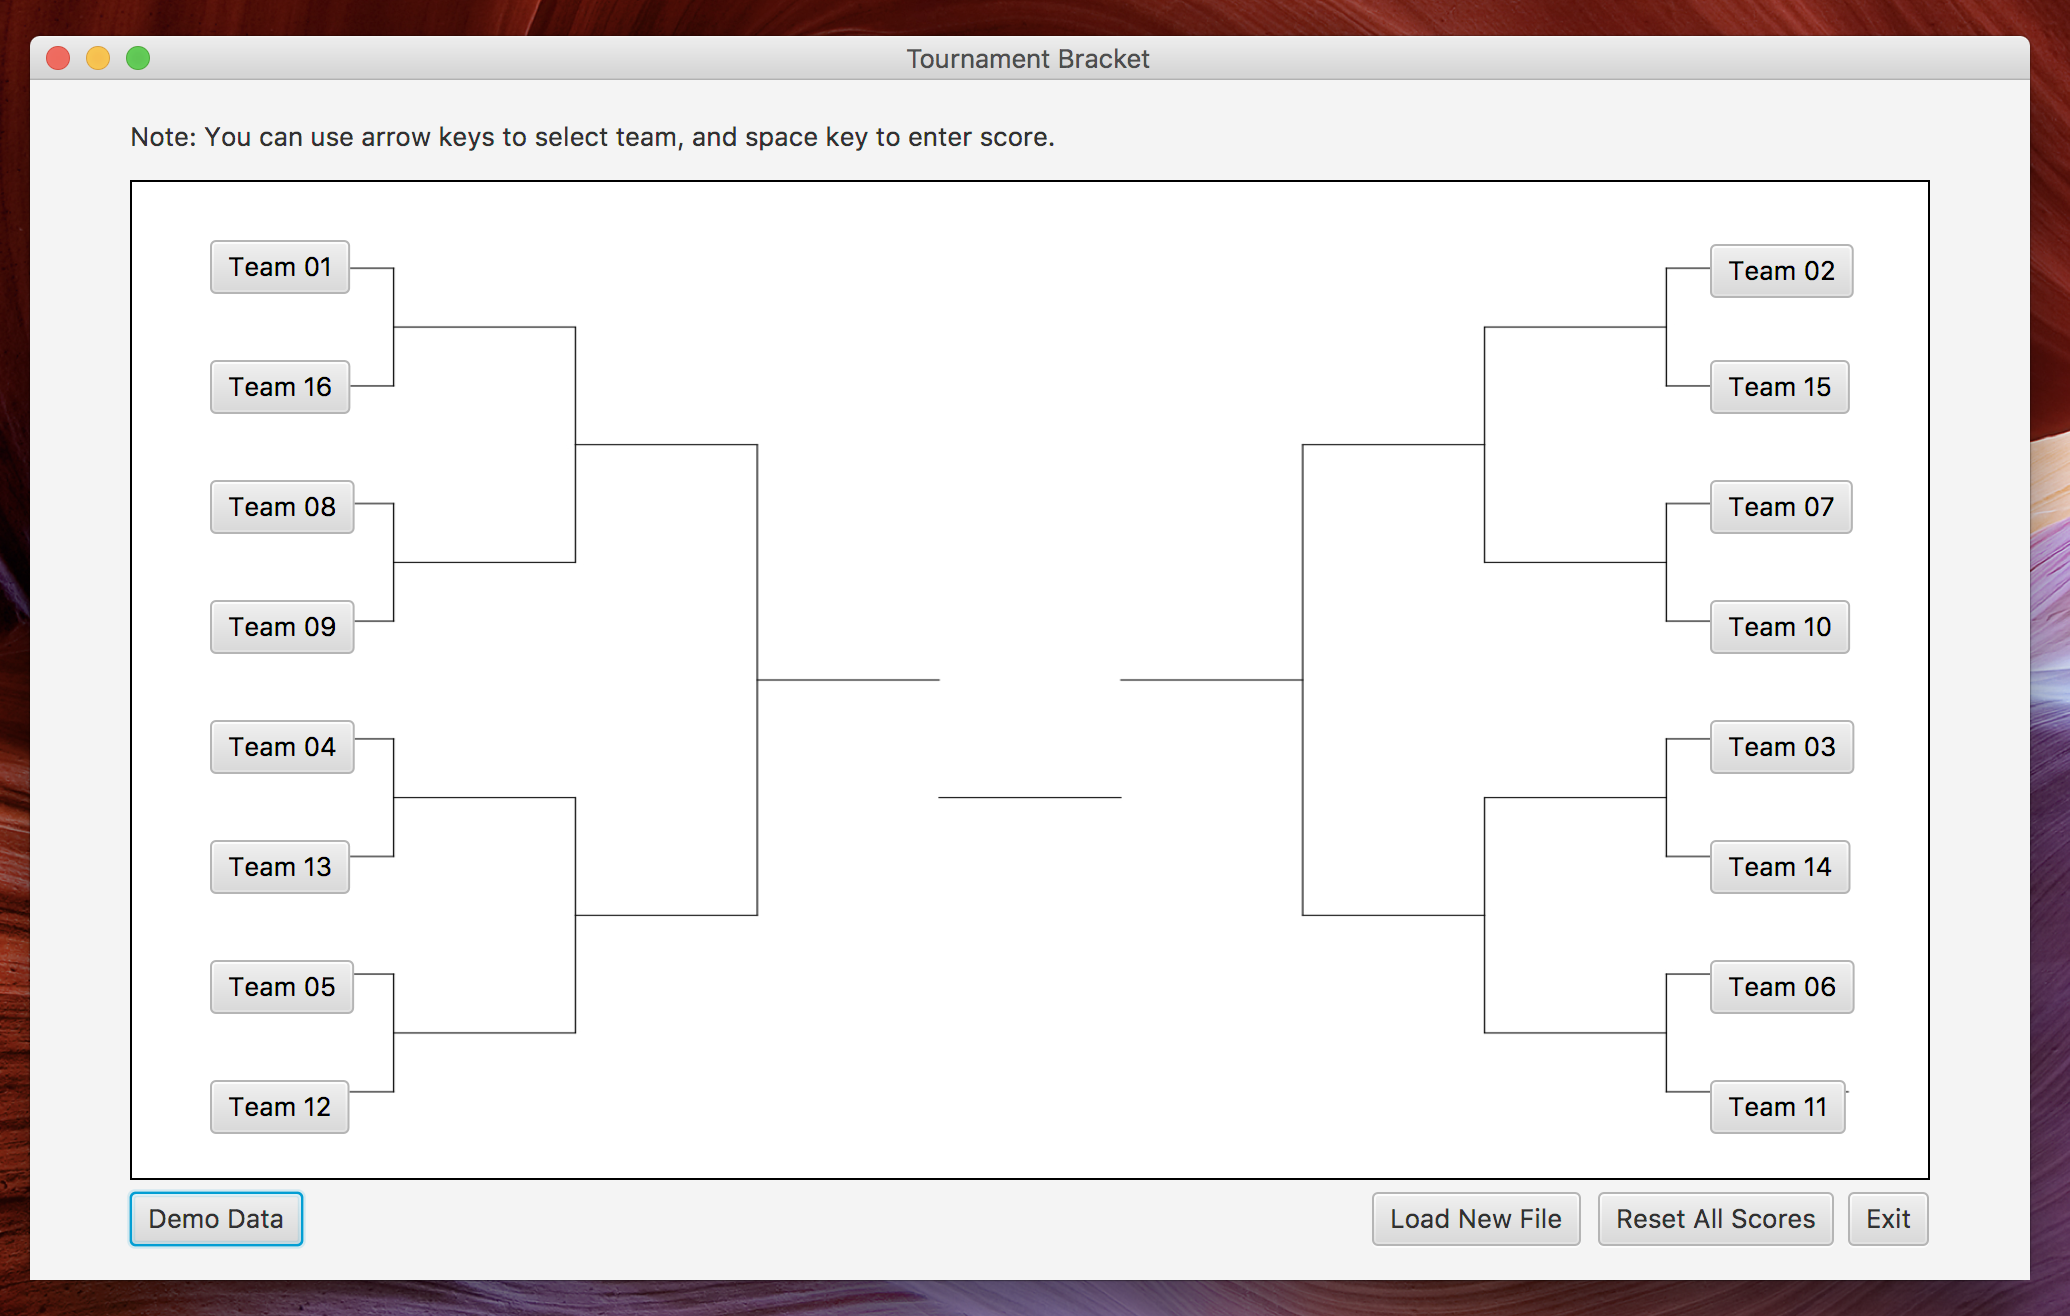 Tournament Bracket
Note: You can use arrow keys to select team, and space key to enter score.
Team 01
Team 16
Team 08
Team 09
Team 04
Team 13
Team 05
Team 12
Team 02
Team 15
Team 07
Team 10
Team 03
Team 14
Team 06
Team 11
Demo Data
Load New File
Reset All Scores
Exit